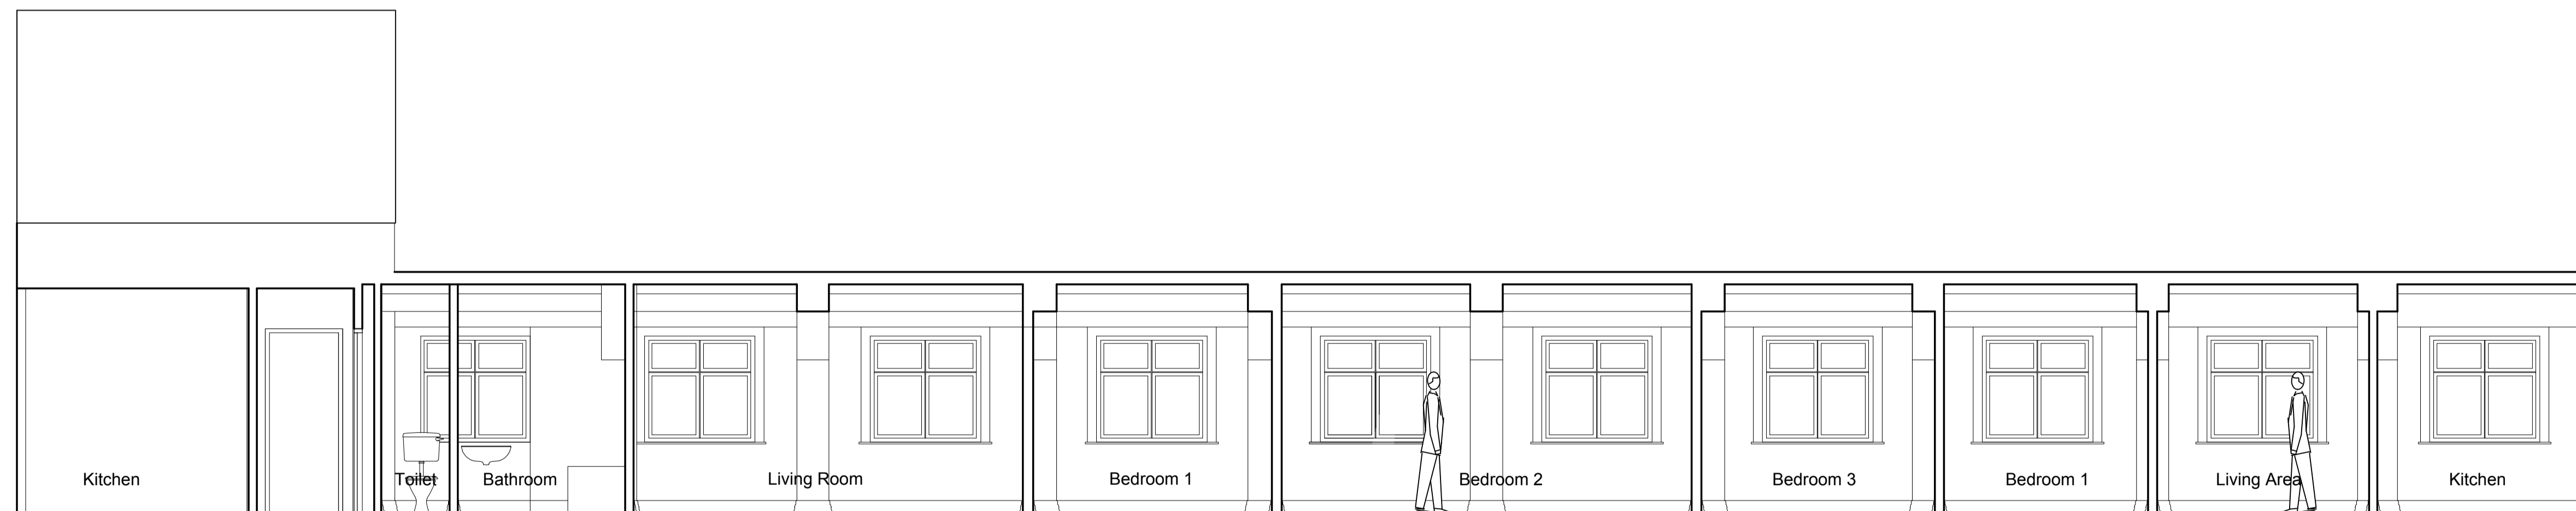 Kitchen
Toilet
Bathroom
Living Room
Bedroom 1
Bedroom 2
Bedroom 3
Bedroom 1
Living Area
Kitchen